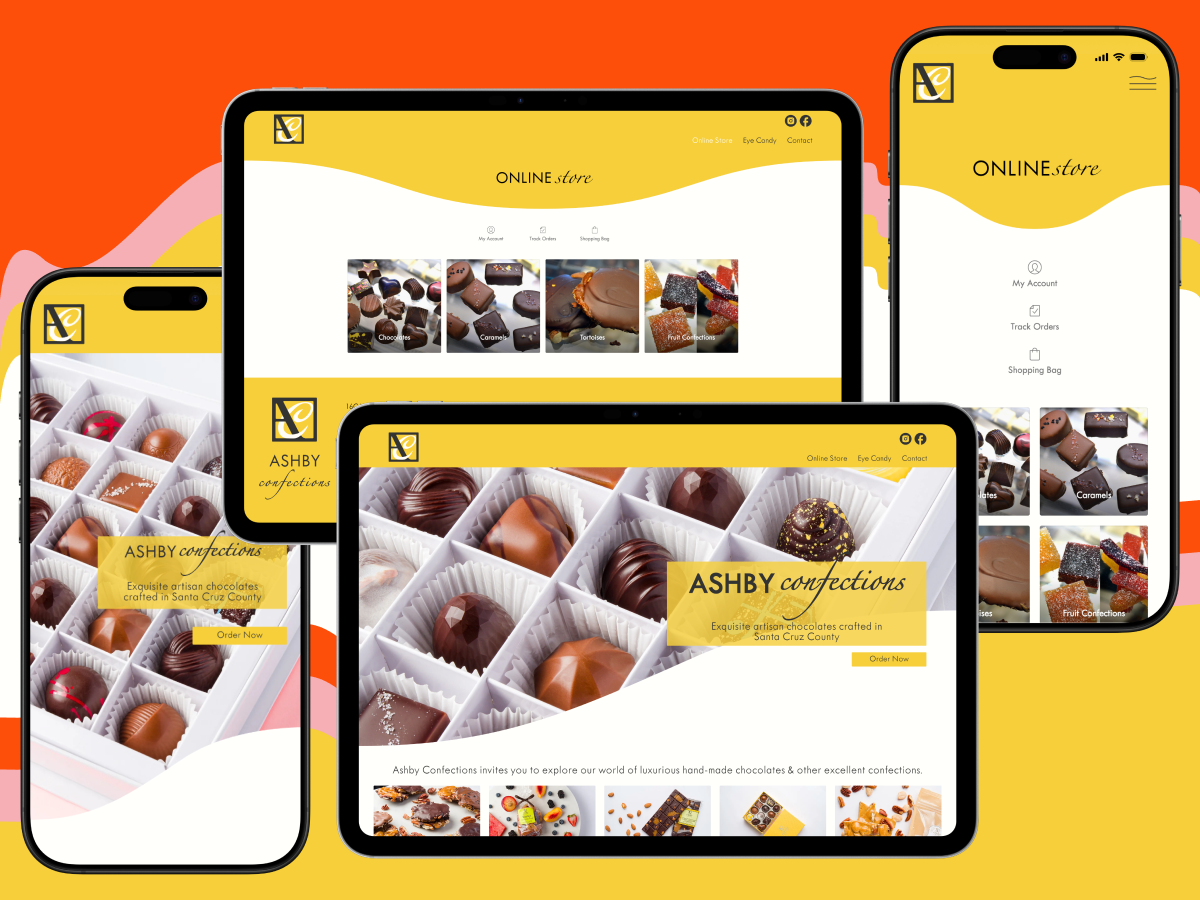 Online Store Eye Candy Contact
ONLINE store
My Account Track Orders Shopping Bag
Chocolates Caramels Tortoises Fruit Confections
ASHBY
confections
ONLINE store
My Account
Track Orders
Shopping Bag
Caramels
Fruit Confections
ASHBY confections
Exquisite artisan chocolates
crafted in Santa Cruz County
Order Now
Online Store Eye Candy Contact
ASHBY confections
Exquisite artisan chocolates crafted in
Santa Cruz County
Order Now
Ashby Confections invites you to explore our world of luxurious hand-made chocolates & other excellent confections.